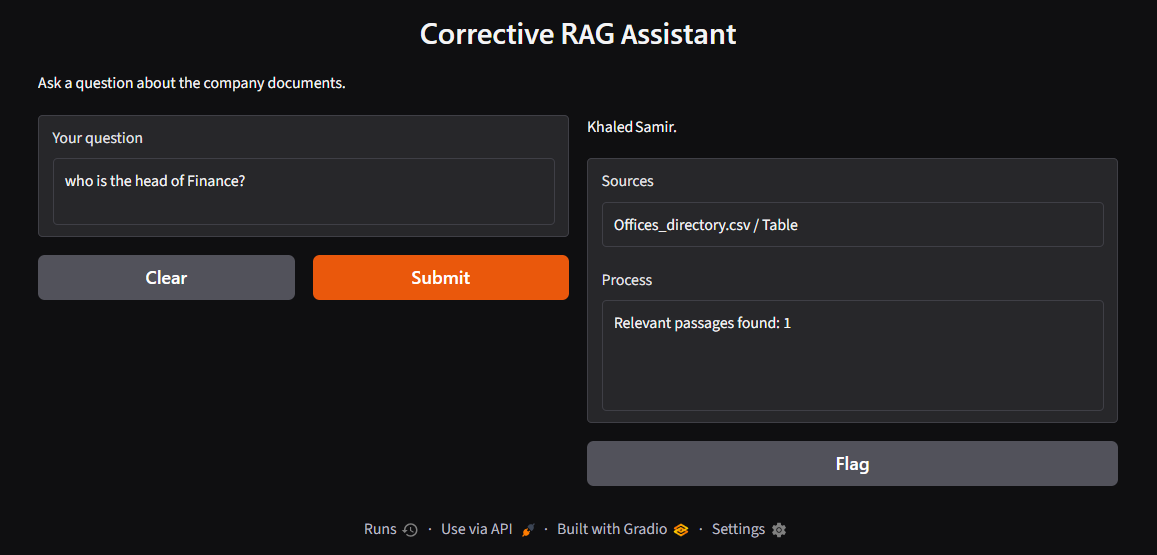 Corrective RAG Assistant
Ask a question about the company documents.
Your question
who is the head of Finance?
Clear
Submit
Khaled Samir.
Sources
Offices_directory.csv / Table
Process
Relevant passages found: 1
Flag
Runs · Use via API · Built with Gradio · Settings